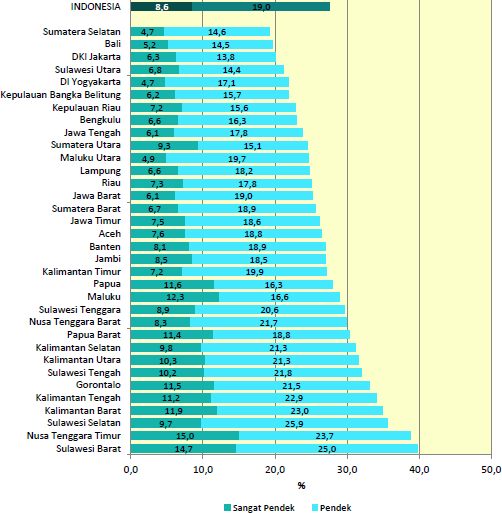 INDONESIA 8,6 19,0
Sumatera Selatan 4,7 14,6
Bali 5,2 14,5
DKI Jakarta 6,3 13,8
Sulawesi Utara 6,8 14,4
DI Yogyakarta 4,7 17,1
Kepulauan Bangka Belitung 6,2 15,7
Kepulauan Riau 7,2 15,6
Bengkulu 6,6 16,3
Jawa Tengah 6,1 17,8
Sumatera Utara 9,3 15,1
Maluku Utara 4,9 19,7
Lampung 6,6 18,2
Riau 7,3 17,8
Jawa Barat 6,1 19,0
Sumatera Barat 6,7 18,9
Jawa Timur 7,5 18,6
Aceh 7,6 18,8
Banten 8,1 18,9
Jambi 8,5 18,5
Kalimantan Timur 7,2 19,9
Papua 11,6 16,3
Maluku 12,3 16,6
Sulawesi Tenggara 8,9 20,6
Nusa Tenggara Barat 8,3 21,7
Papua Barat 11,4 18,8
Kalimantan Selatan 9,8 21,3
Kalimantan Utara 10,3 21,3
Sulawesi Tengah 10,2 21,8
Gorontalo 11,5 21,5
Kalimantan Tengah 11,2 22,9
Kalimantan Barat 11,9 23,0
Sulawesi Selatan 9,7 25,9
Nusa Tenggara Timur 15,0 23,7
Sulawesi Barat 14,7 25,0
0,0 10,0 20,0 30,0 40,0 50,0
%
Sangat Pendek Pendek